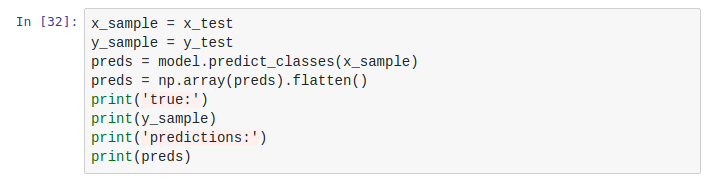 In [32]: x_sample = x_test
y_sample = y_test
preds = model.predict_classes(x_sample)
preds = np.array(preds).flatten()
print('true:')
print(y_sample)
print('predictions:')
print(preds)